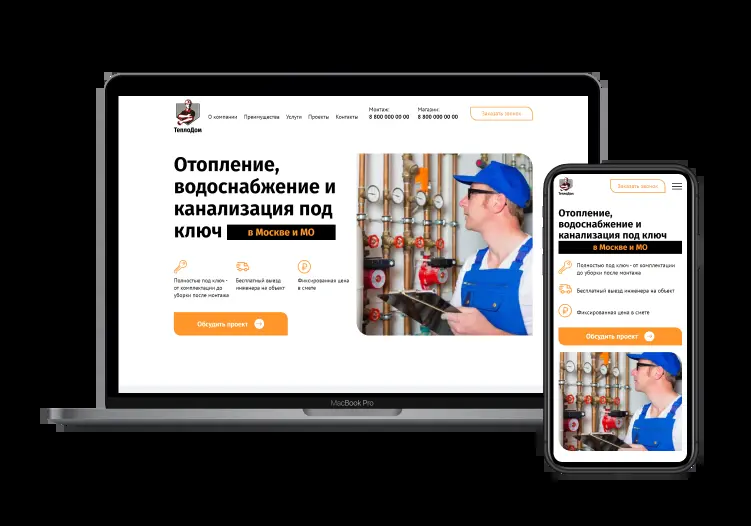 ТеплоДом
О компании Преимущества Услуги Проекты Контакты
Монтаж:
8 800 000 00 00
Магазин:
8 800 000 00 00
Заказать звонок
Отопление,
водоснабжение и
канализация под
ключ в Москве и МО
Полностью под ключ -
от комплектации до
уборки после монтажа
Бесплатный выезд
инженера на объект
Фиксированная цена
в смете
Обсудить проект
MacBook Pro
ТеплоДом
Заказать звонок
Отопление,
водоснабжение и
канализация под ключ
в Москве и МО
Полностью под ключ - от комплектации
до уборки после монтажа
Бесплатный выезд инженера на объект
Фиксированная цена в смете
Обсудить проект